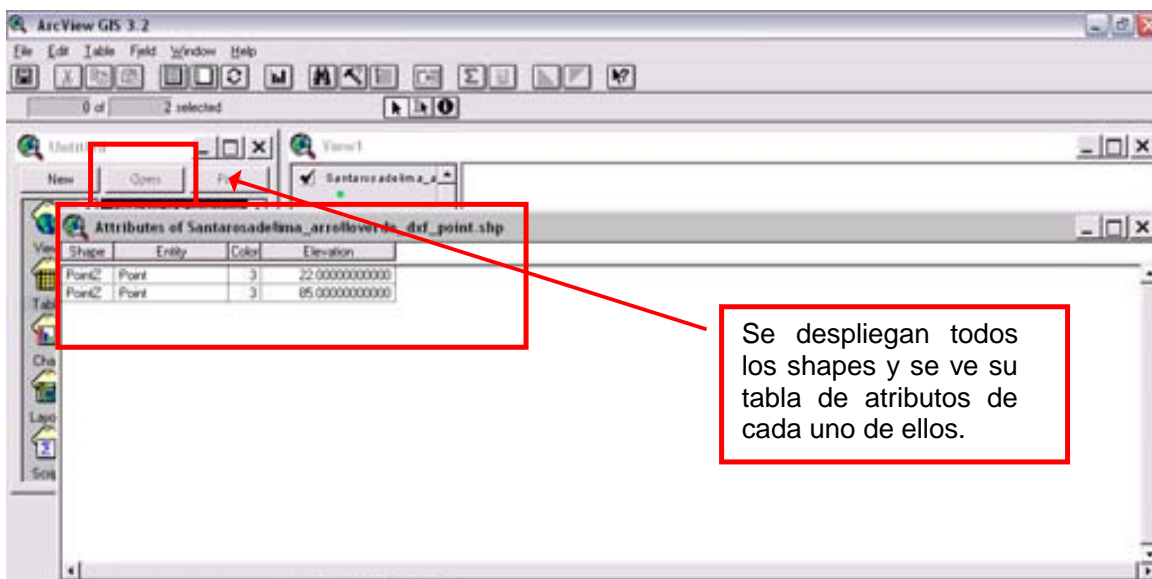 ArcView GIS 3.2
File Edit Table Field Window Help
0 of 2 selected
Untitled
View1
New Open
Santarosadelima_a
Attributes of Santarosadelima_arrolloverde_dxf_point.shp
Shape Entity Color Elevation
PointZ Point 3 22.00000000000
PointZ Point 3 85.00000000000
Se despliegan todos
los shapes y se ve su
tabla de atributos de
cada uno de ellos.